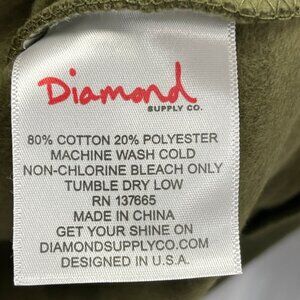 Diamond
SUPPLY CO.
80% COTTON 20% POLYESTER
MACHINE WASH COLD
NON-CHLORINE BLEACH ONLY
TUMBLE DRY LOW
RN 137665
MADE IN CHINA
GET YOUR SHINE ON
DIAMONDSUPPLYCO.COM
DESIGNED IN U.S.A.